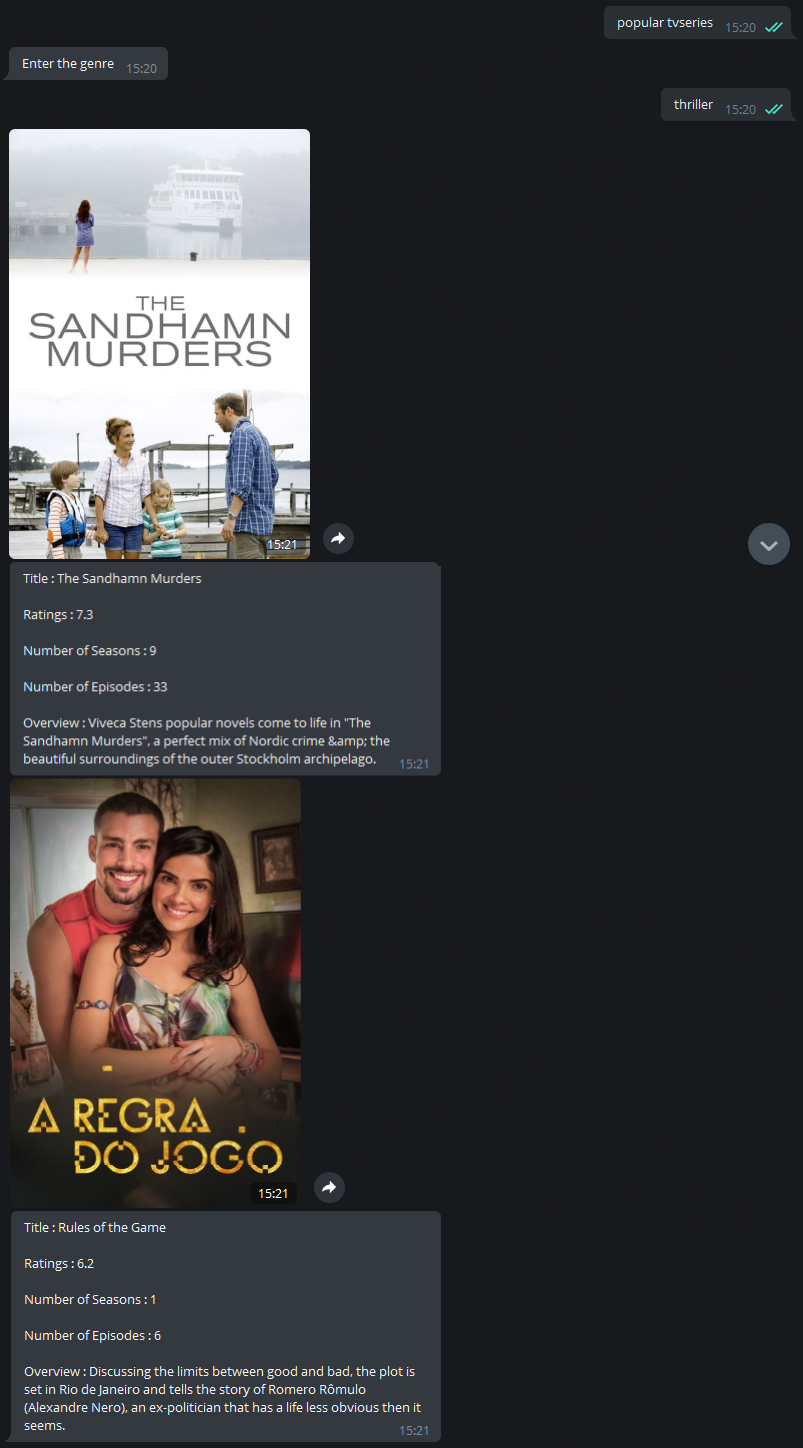 popular tvseries 15:20
Enter the genre 15:20
thriller 15:20
THE
SANDHAMN
MURDERS
15:21
Title : The Sandhamn Murders
Ratings : 7.3
Number of Seasons : 9
Number of Episodes : 33
Overview : Viveca Stens popular novels come to life in "The
Sandhamn Murders", a perfect mix of Nordic crime &amp; the
beautiful surroundings of the outer Stockholm archipelago. 15:21
A REGRA
DO JOGO
15:21
Title : Rules of the Game
Ratings : 6.2
Number of Seasons : 1
Number of Episodes : 6
Overview : Discussing the limits between good and bad, the plot is
set in Rio de Janeiro and tells the story of Romero Rômulo
(Alexandre Nero), an ex-politician that has a life less obvious then it
seems. 15:21